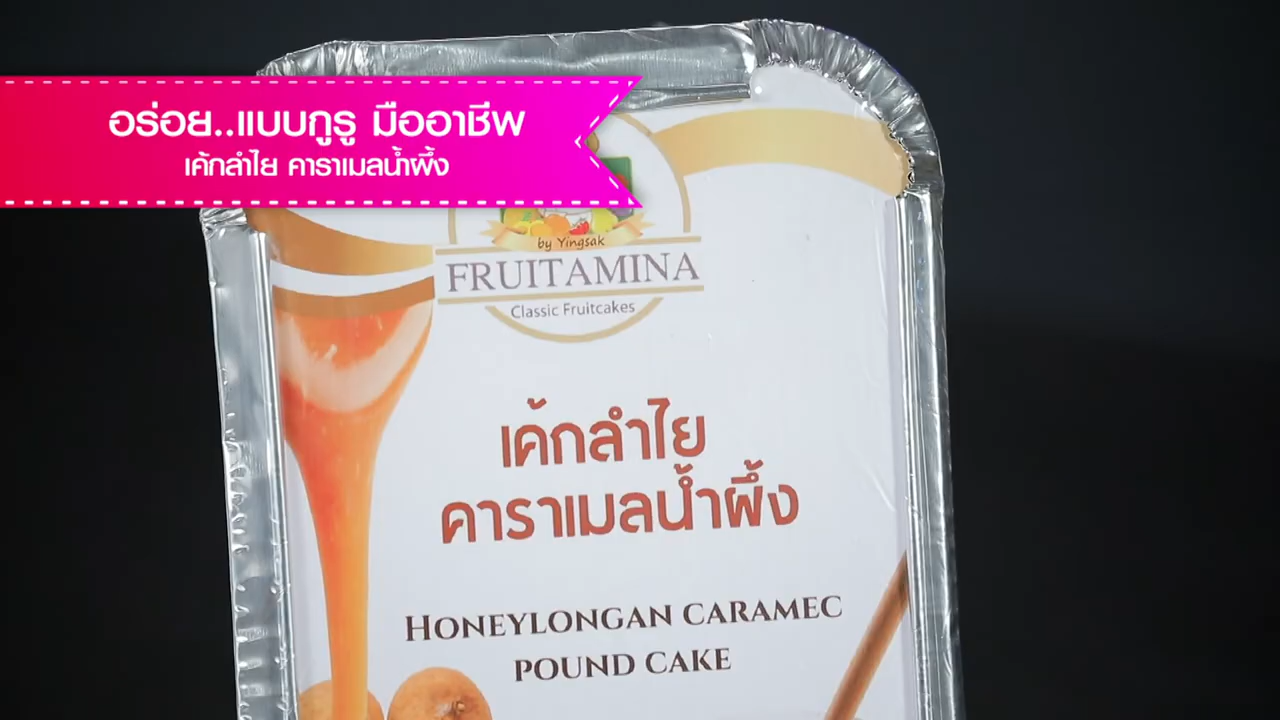 อร่อย..แบบกูรู มืออาชีพ
เค้กลำไย คาราเมลน้ำผึ้ง
by Yingsak
FRUITAMINA
Classic Fruitcakes
เค้กลำไย
คาราเมลน้ำผึ้ง
HONEYLONGAN CARAMEC
POUND CAKE